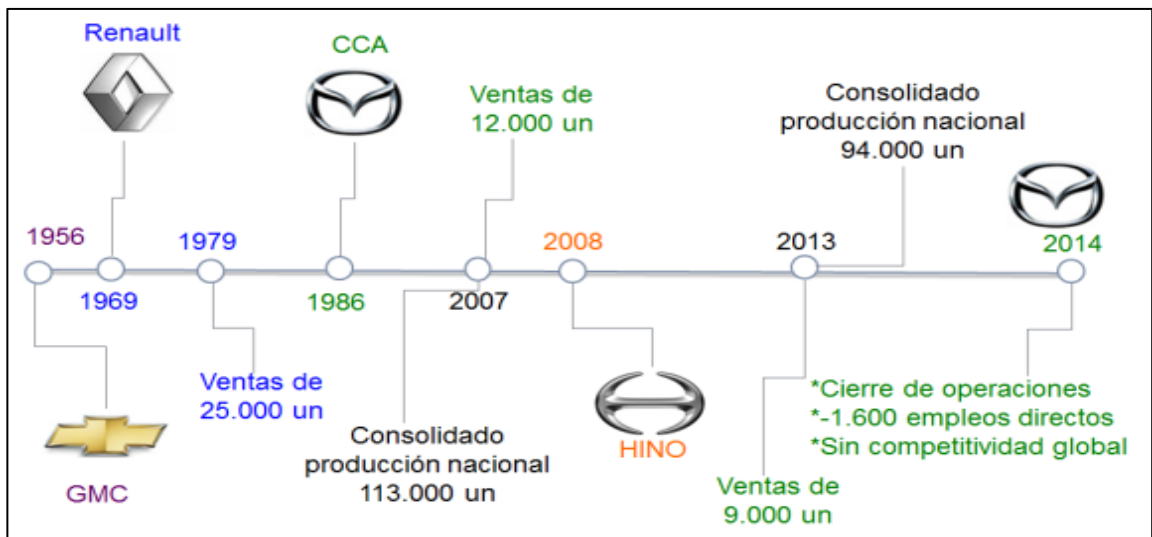 Renault
CCA
Ventas de
12.000 un
Consolidado
producción nacional
94.000 un
1956
1979
2008
2013
2014
1969
1986
2007
Ventas de
25.000 un
GMC
Consolidado
producción nacional
113.000 un
HINO
*Cierre de operaciones
*-1.600 empleos directos
*Sin competitividad global
Ventas de
9.000 un